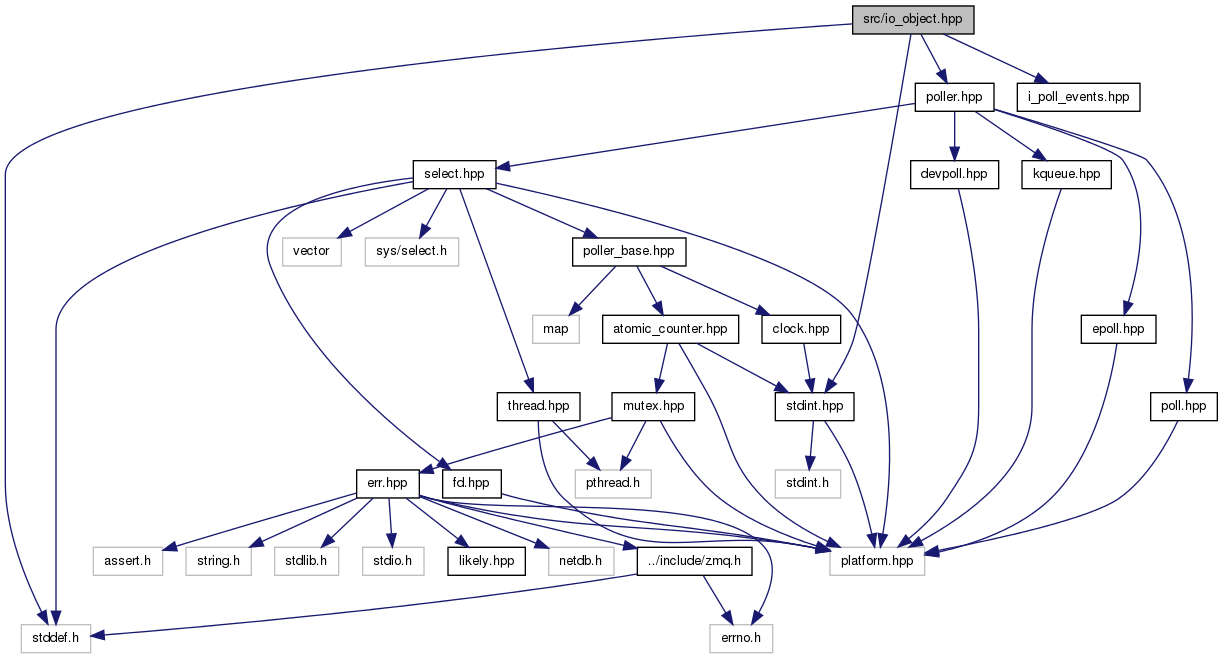 src/io_object.hpp
poller.hpp
i_poll_events.hpp
select.hpp
devpoll.hpp
kqueue.hpp
vector
sys/select.h
poller_base.hpp
map
atomic_counter.hpp
clock.hpp
epoll.hpp
thread.hpp
mutex.hpp
stdint.hpp
poll.hpp
err.hpp
fd.hpp
pthread.h
stdint.h
assert.h
string.h
stdlib.h
stdio.h
likely.hpp
netdb.h
../include/zmq.h
platform.hpp
stddef.h
errno.h